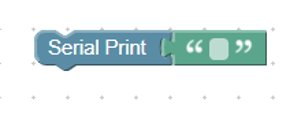 Serial Print “ ”